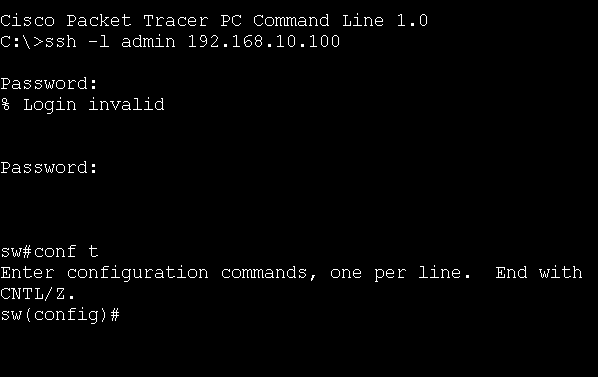 Cisco Packet Tracer PC Command Line 1.0
C:\>ssh -l admin 192.168.10.100
Password:
% Login invalid
Password:
sw#conf t
Enter configuration commands, one per line.  End with
CNTL/Z.
sw(config)#